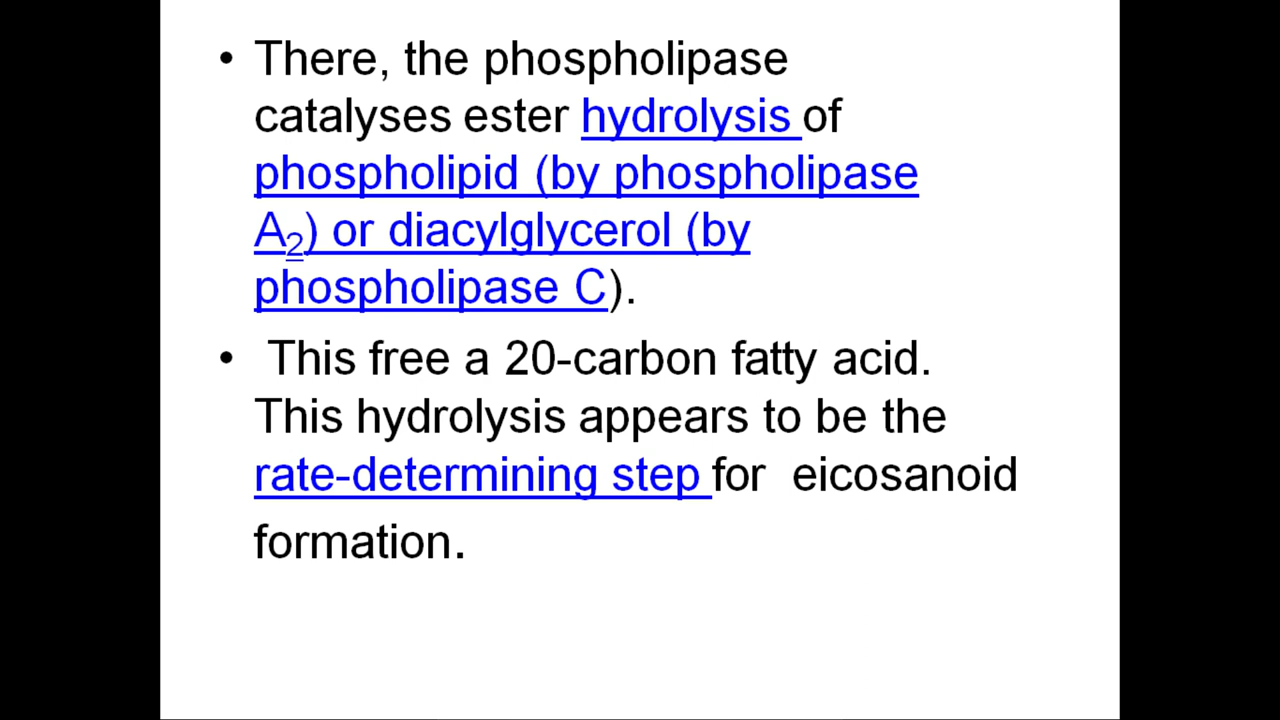 • There, the phospholipase
catalyses ester hydrolysis of
phospholipid (by phospholipase
A₂) or diacylglycerol (by
phospholipase C).
• This free a 20-carbon fatty acid.
This hydrolysis appears to be the
rate-determining step for eicosanoid
formation.